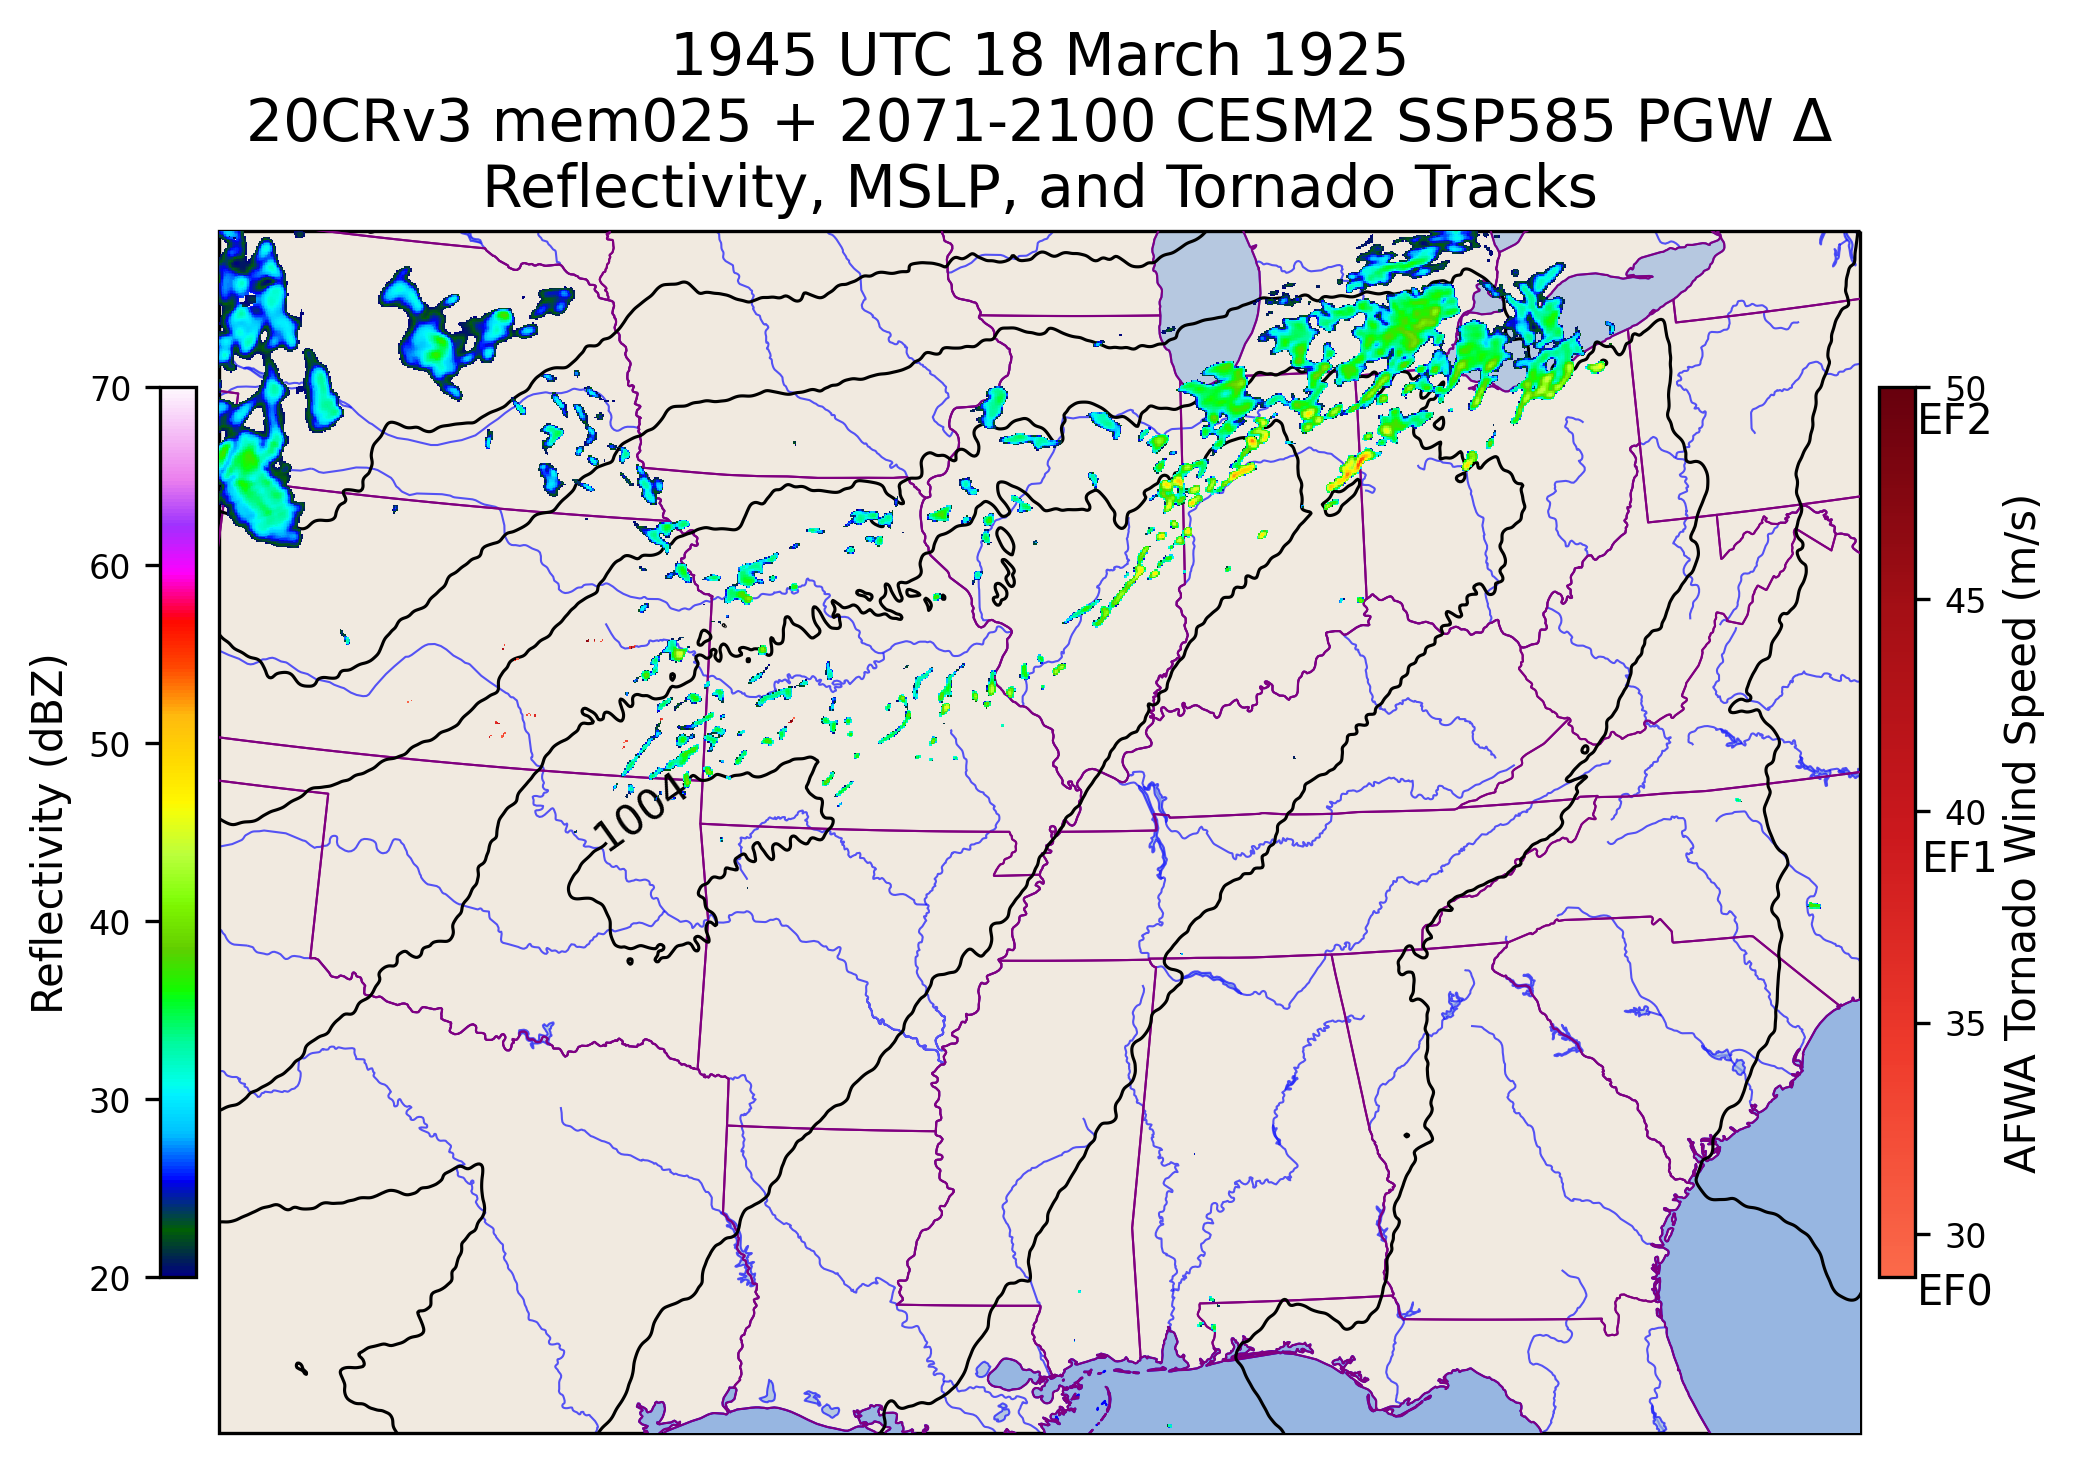 1945 UTC 18 March 1925
20CRv3 mem025 + 2071-2100 CESM2 SSP585 PGW Δ
Reflectivity, MSLP, and Tornado Tracks
70
60
50
40
30
20
Reflectivity (dBZ)
1004
50
EF2
45
40
EF1
35
30
EF0
AFWA Tornado Wind Speed (m/s)